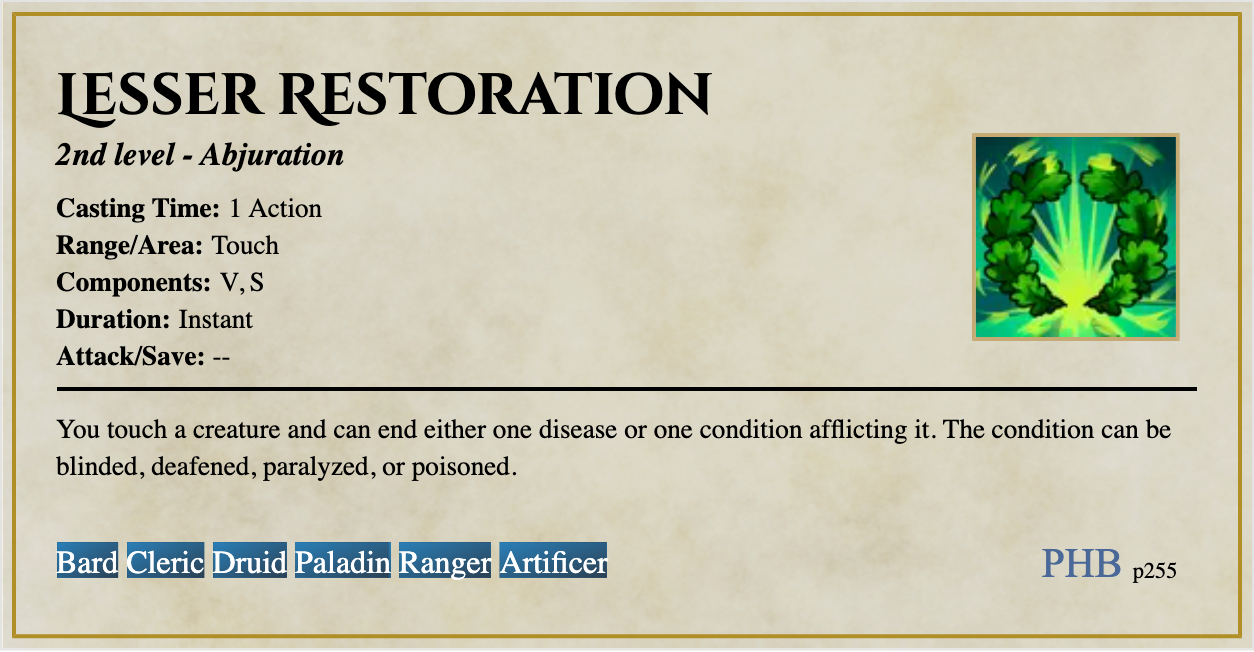 Lesser Restoration
2nd level - Abjuration
Casting Time: 1 Action
Range/Area: Touch
Components: V, S
Duration: Instant
Attack/Save: --
You touch a creature and can end either one disease or one condition afflicting it. The condition can be
blinded, deafened, paralyzed, or poisoned.
Bard Cleric Druid Paladin Ranger Artificer
PHB p255